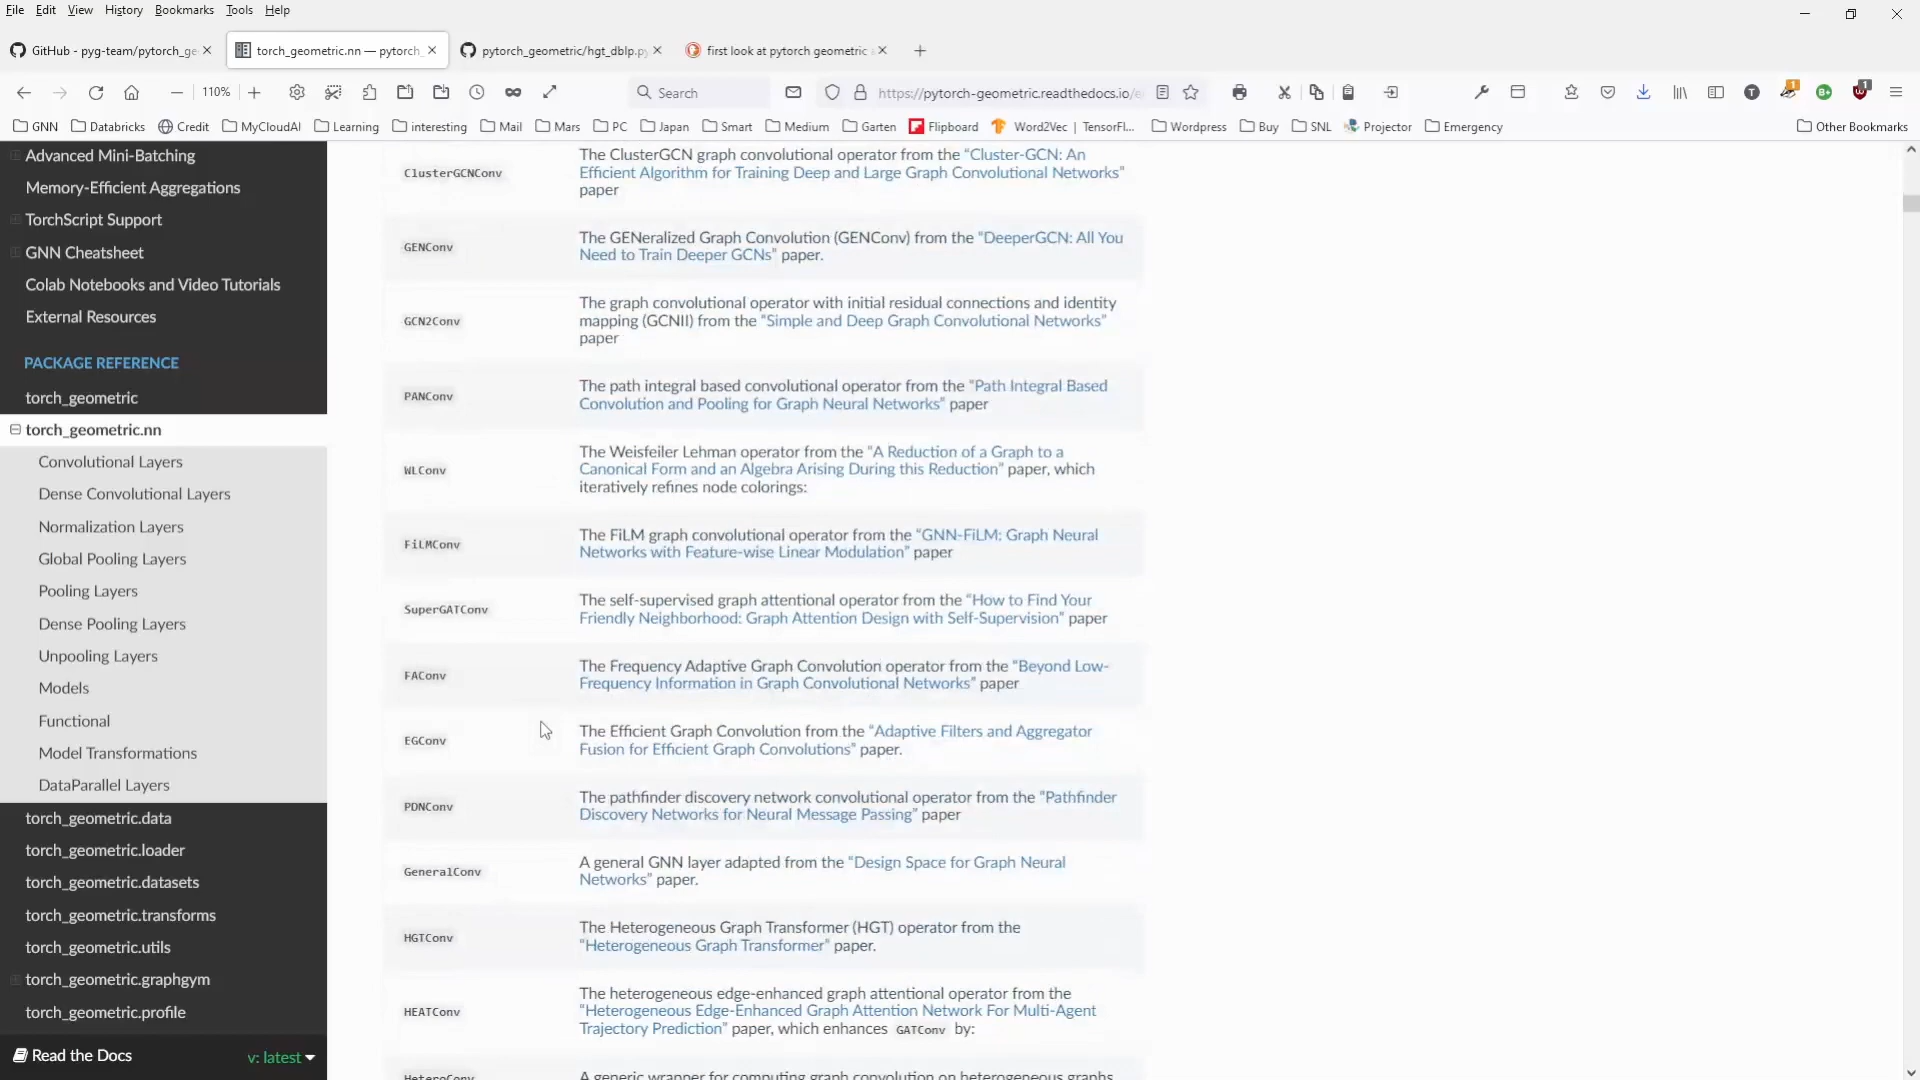 File Edit View History Bookmarks Tools Help
GitHub - pyg-team/pytorch_ge
torch_geometric.nn — pytorch_
pytorch_geometric/hgt_dblp.py
first look at pytorch geometric
110%
Search
https://pytorch-geometric.readthedocs.io/e
GNN Databricks Credit MyCloudAI Learning interesting Mail Mars PC Japan Smart Medium Garten Flipboard Word2Vec | TensorFl... Wordpress Buy SNL Projector Emergency Other Bookmarks
Advanced Mini-Batching
Memory-Efficient Aggregations
TorchScript Support
GNN Cheatsheet
Colab Notebooks and Video Tutorials
External Resources
PACKAGE REFERENCE
torch_geometric
torch_geometric.nn
Convolutional Layers
Dense Convolutional Layers
Normalization Layers
Global Pooling Layers
Pooling Layers
Dense Pooling Layers
Unpooling Layers
Models
Functional
Model Transformations
DataParallel Layers
torch_geometric.data
torch_geometric.loader
torch_geometric.datasets
torch_geometric.transforms
torch_geometric.utils
torch_geometric.graphgym
torch_geometric.profile
Read the Docs
v: latest
ClusterGCNConv
The ClusterGCN graph convolutional operator from the “Cluster-GCN: An
Efficient Algorithm for Training Deep and Large Graph Convolutional Networks”
paper
GENConv
The GENeralized Graph Convolution (GENConv) from the “DeeperGCN: All You
Need to Train Deeper GCNs” paper.
GCN2Conv
The graph convolutional operator with initial residual connections and identity
mapping (GCNII) from the “Simple and Deep Graph Convolutional Networks”
paper
PANConv
The path integral based convolutional operator from the “Path Integral Based
Convolution and Pooling for Graph Neural Networks” paper
WLConv
The Weisfeiler Lehman operator from the “A Reduction of a Graph to a
Canonical Form and an Algebra Arising During this Reduction” paper, which
iteratively refines node colorings:
FiLMConv
The FiLM graph convolutional operator from the “GNN-FiLM: Graph Neural
Networks with Feature-wise Linear Modulation” paper
SuperGATConv
The self-supervised graph attentional operator from the “How to Find Your
Friendly Neighborhood: Graph Attention Design with Self-Supervision” paper
FAConv
The Frequency Adaptive Graph Convolution operator from the “Beyond Low-
Frequency Information in Graph Convolutional Networks” paper
EGConv
The Efficient Graph Convolution from the “Adaptive Filters and Aggregator
Fusion for Efficient Graph Convolutions” paper.
PDNConv
The pathfinder discovery network convolutional operator from the “Pathfinder
Discovery Networks for Neural Message Passing” paper
GeneralConv
A general GNN layer adapted from the “Design Space for Graph Neural
Networks” paper.
HGTConv
The Heterogeneous Graph Transformer (HGT) operator from the
“Heterogeneous Graph Transformer” paper.
HEATConv
The heterogeneous edge-enhanced graph attentional operator from the
“Heterogeneous Edge-Enhanced Graph Attention Network For Multi-Agent
Trajectory Prediction” paper, which enhances GATConv by:
HeteroConv
A generic wrapper for computing graph convolution on heterogeneous graphs